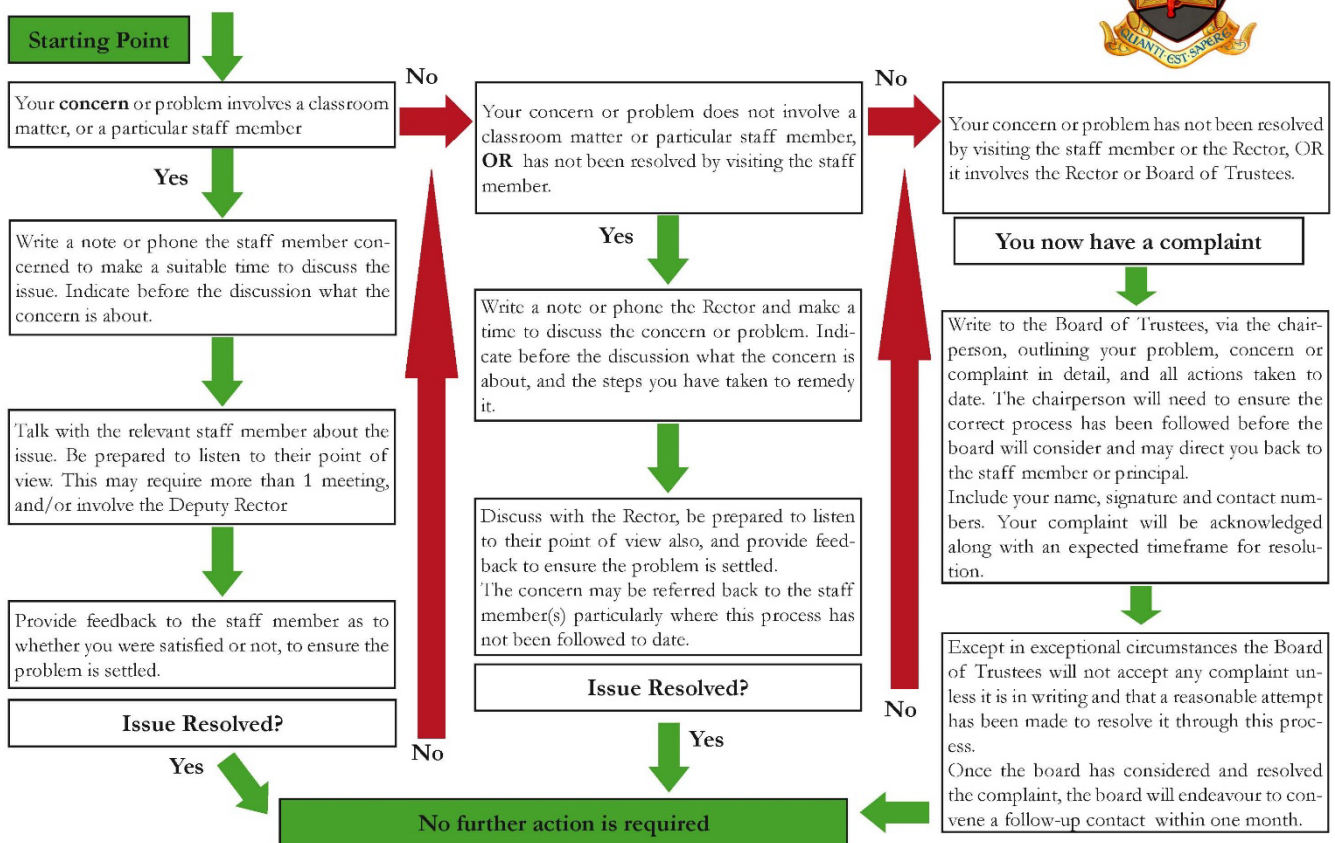 QUANTI EST SAPERE
Starting Point
Your concern or problem involves a classroom
matter, or a particular staff member
Yes
Write a note or phone the staff member con-
cerned to make a suitable time to discuss the
issue. Indicate before the discussion what the
concern is about.
Talk with the relevant staff member about the
issue. Be prepared to listen to their point of
view. This may require more than 1 meeting,
and/or involve the Deputy Rector
Provide feedback to the staff member as to
whether you were satisfied or not, to ensure the
problem is settled.
Issue Resolved?
Yes
No
No
Your concern or problem does not involve a
classroom matter or particular staff member,
OR has not been resolved by visiting the staff
member.
Yes
Write a note or phone the Rector and make a
time to discuss the concern or problem. Indi-
cate before the discussion what the concern is
about, and the steps you have taken to remedy
it.
Discuss with the Rector, be prepared to listen
to their point of view also, and provide feed-
back to ensure the problem is settled.
The concern may be referred back to the staff
member(s) particularly where this process has
not been followed to date.
Issue Resolved?
Yes
No
No
Your concern or problem has not been resolved
by visiting the staff member or the Rector, OR
it involves the Rector or Board of Trustees.
You now have a complaint
Write to the Board of Trustees, via the chair-
person, outlining your problem, concern or
complaint in detail, and all actions taken to
date. The chairperson will need to ensure the
correct process has been followed before the
board will consider and may direct you back to
the staff member or principal.
Include your name, signature and contact num-
bers. Your complaint will be acknowledged
along with an expected timeframe for resolu-
tion.
Except in exceptional circumstances the Board
of Trustees will not accept any complaint un-
less it is in writing and that a reasonable attempt
has been made to resolve it through this proc-
ess.
Once the board has considered and resolved
the complaint, the board will endeavour to con-
vene a follow-up contact within one month.
No further action is required